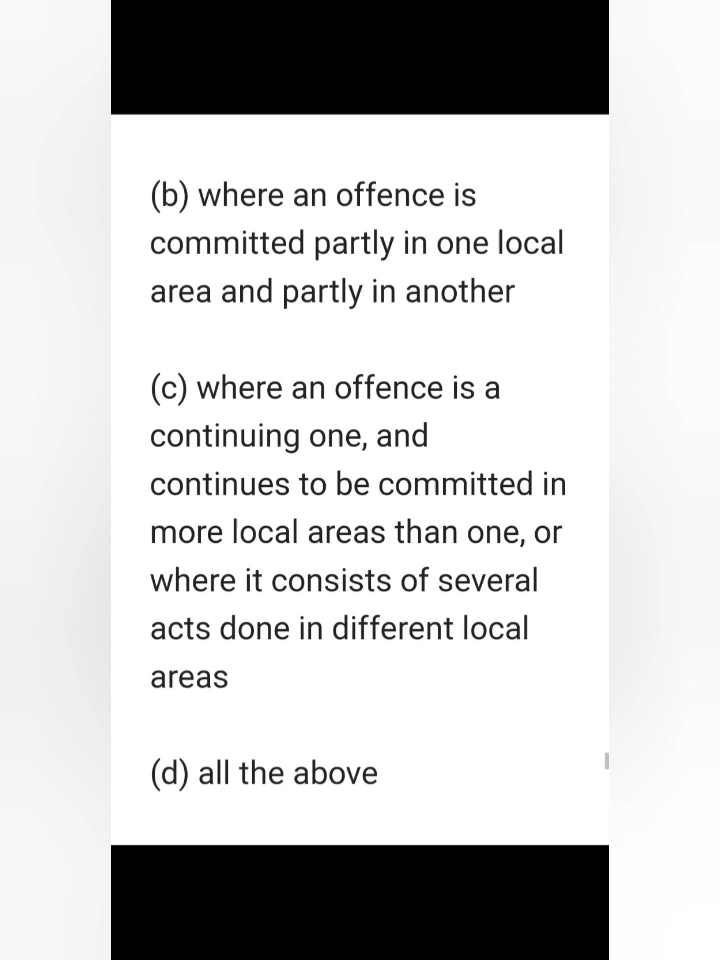 (b) where an offence is
committed partly in one local
area and partly in another
(c) where an offence is a
continuing one, and
continues to be committed in
more local areas than one, or
where it consists of several
acts done in different local
areas
(d) all the above